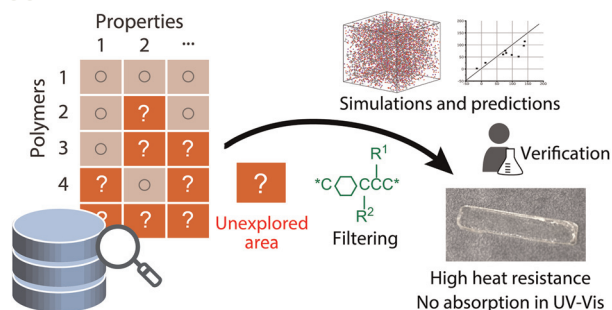 Properties
1 2 ...
Polymers
1 ○ ○ ○
2 ○ ? ○
3 ○ ? ?
4 ? ○ ?
? ? ?
?
Unexplored
area
R¹
*C CCC*
R²
Filtering
Simulations and predictions
Verification
High heat resistance
No absorption in UV-Vis